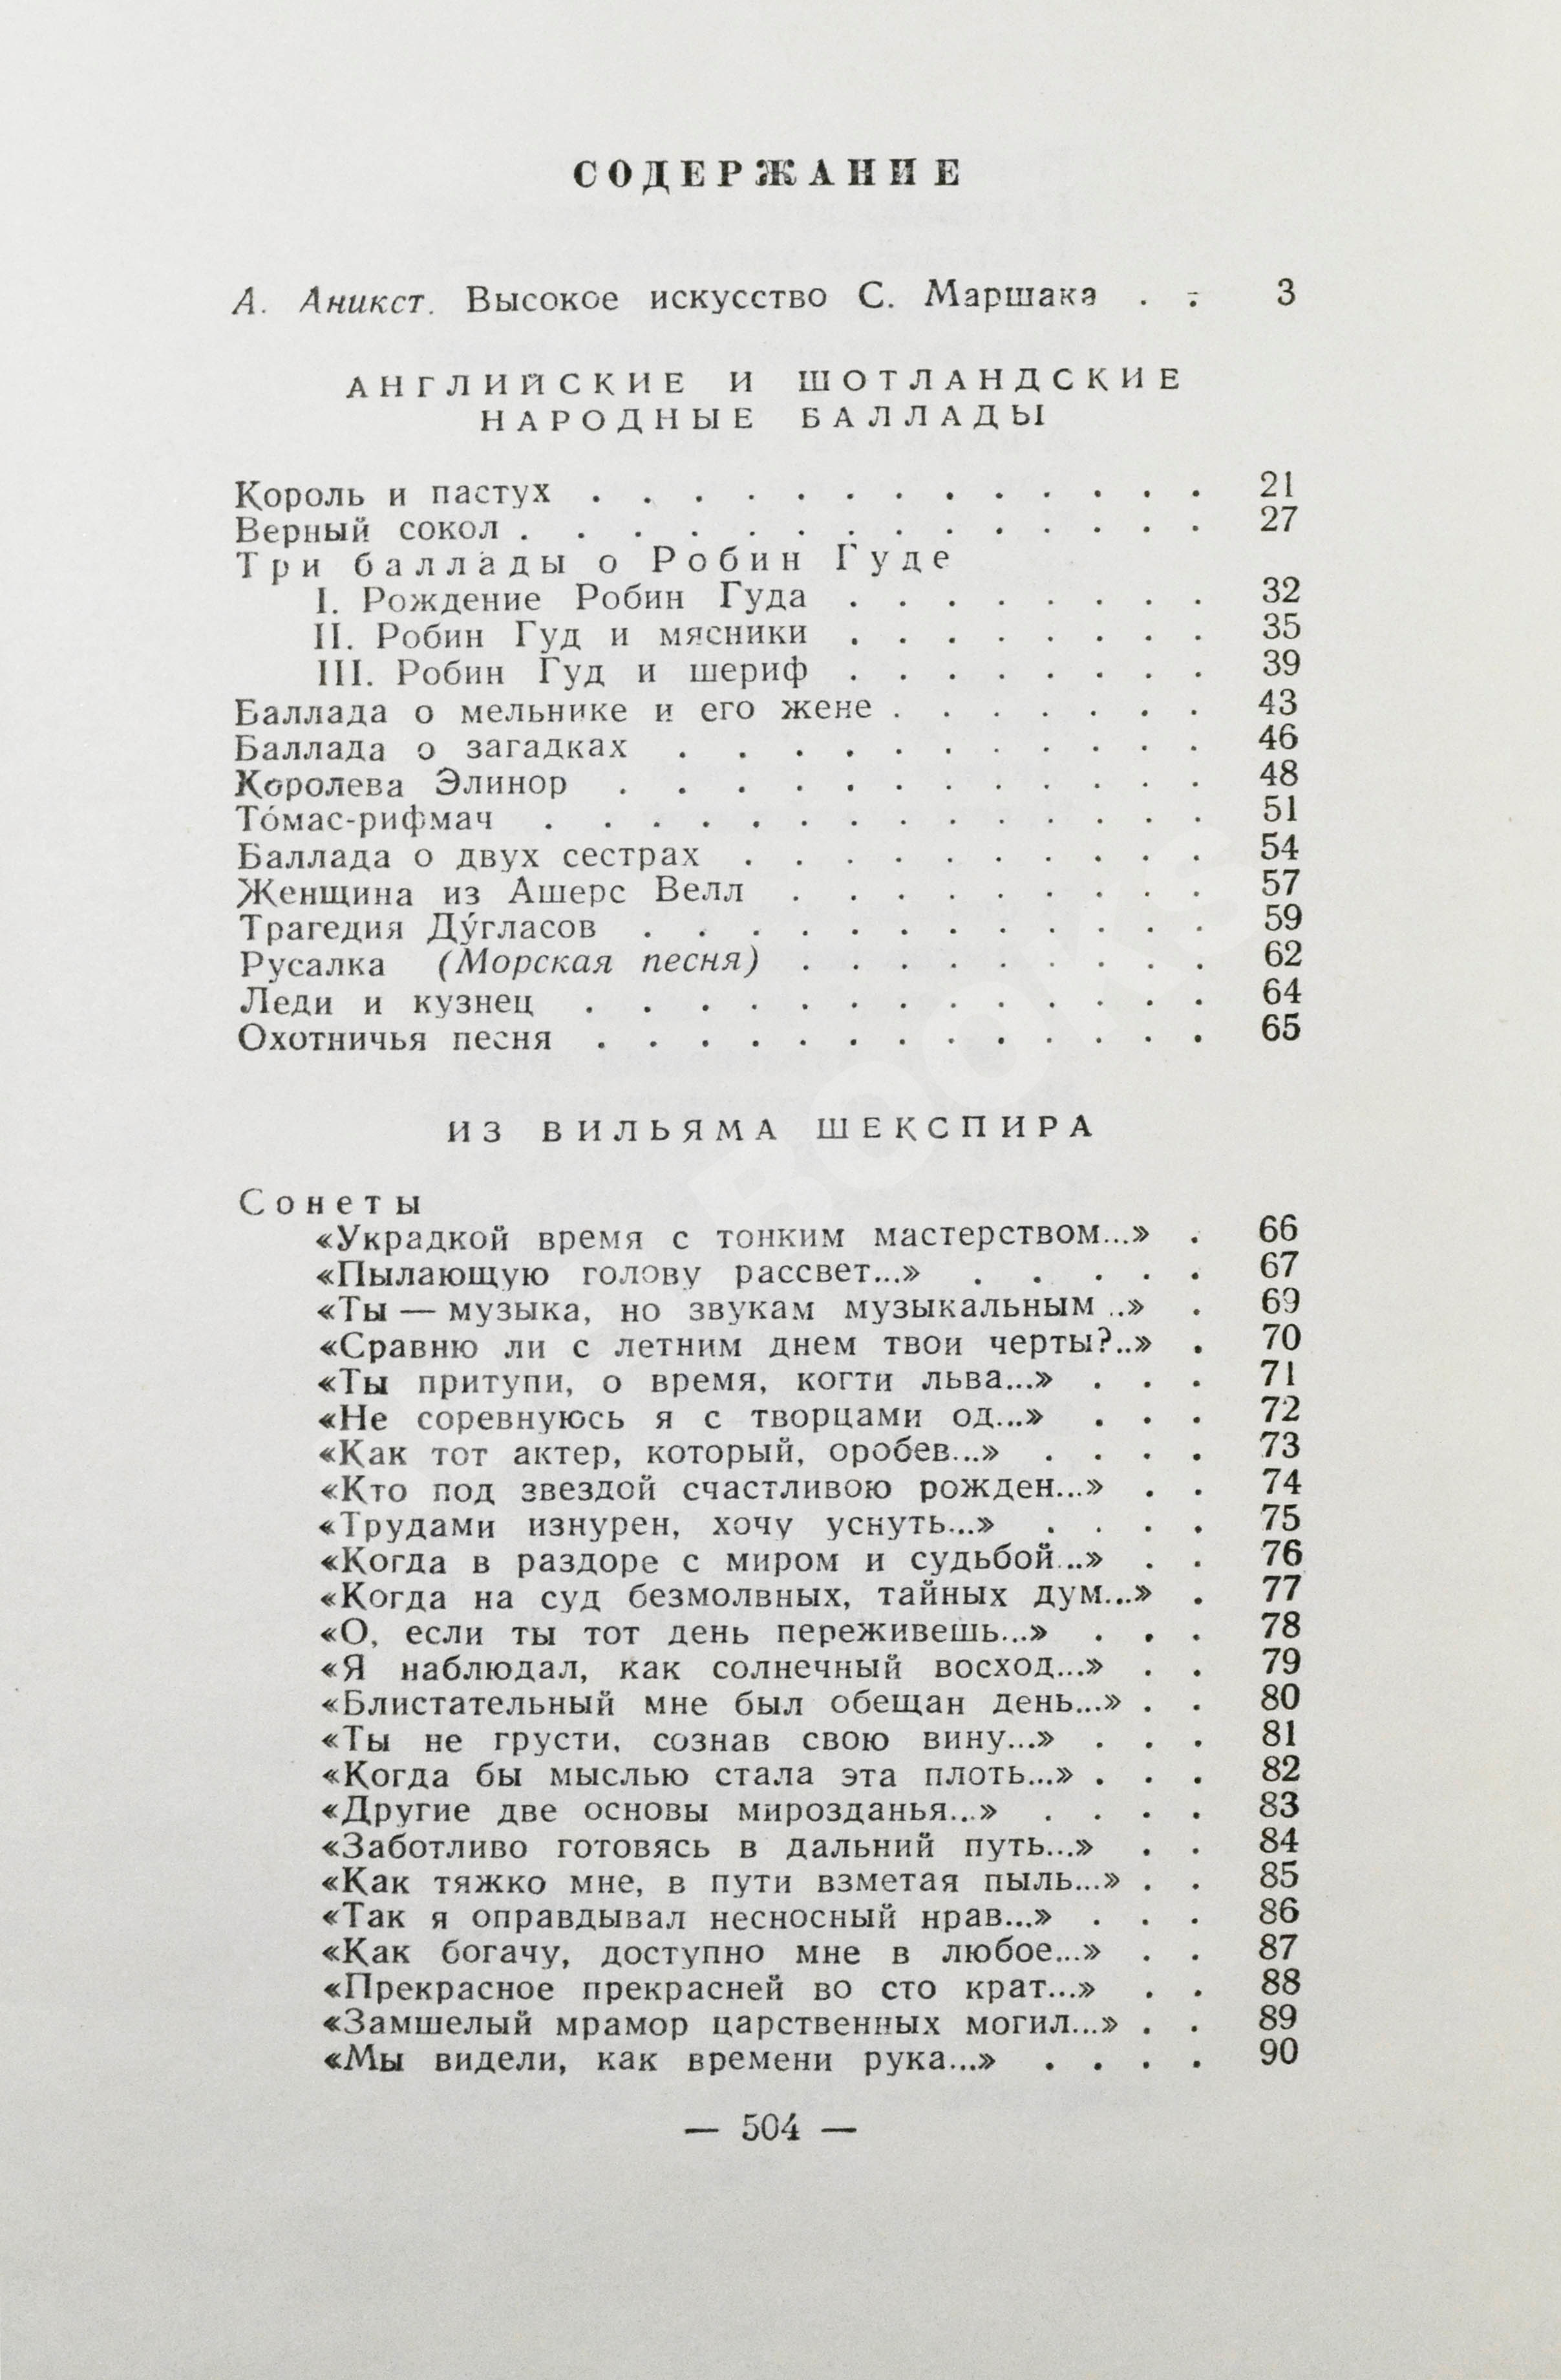 СОДЕРЖАНИЕ
А. Аникст. Высокое искусство С. Маршака . . 3
АНГЛИЙСКИЕ И ШОТЛАНДСКИЕ
НАРОДНЫЕ БАЛЛАДЫ
Король и пастух . . . . . . . . . . . . . 21
Верный сокол . . . . . . . . . . . . . . 27
Три баллады о Робин Гуде
I. Рождение Робин Гуда . . . . . . . . 32
II. Робин Гуд и мясники . . . . . . . . 35
III. Робин Гуд и шериф . . . . . . . . 39
Баллада о мельнике и его жене . . . . . . . 43
Баллада о загадках . . . . . . . . . . 46
Королева Элинор . . . . . . . . . . . 48
То́мас-рифмач . . . . . . . . . . . . . 51
Баллада о двух сестрах . . . . . . . . . . 54
Женщина из Ашерс Велл . . . . . . . . . 57
Трагедия Ду́гласов . . . . . . . . . . . 59
Русалка (Морская песня) . . . . . . . . . 62
Леди и кузнец . . . . . . . . . . . . 64
Охотничья песня . . . . . . . . . . . . 65
ИЗ ВИЛЬЯМА ШЕКСПИРА
Сонеты
«Украдкой время с тонким мастерством...» . 66
«Пылающую голову рассвет...» . . . . . 67
«Ты — музыка, но звукам музыкальным ..» . 69
«Сравню ли с летним днем твои черты?..» . 70
«Ты притупи, о время, когти льва...» . . . 71
«Не соревнуюсь я с творцами од...» . . . 72
«Как тот актер, который, оробев...» . . . . 73
«Кто под звездой счастливою рожден...» . . 74
«Трудами изнурен, хочу уснуть...» . . . . 75
«Когда в раздоре с миром и судьбой...» . . 76
«Когда на суд безмолвных, тайных дум...» . 77
«О, если ты тот день переживешь...» . . . 78
«Я наблюдал, как солнечный восход...» . . 79
«Блистательный мне был обещан день...» . . 80
«Ты не грусти, сознав свою вину...» . . . 81
«Когда бы мыслью стала эта плоть...» . . . 82
«Другие две основы мирозданья...» . . . . 83
«Заботливо готовясь в дальний путь...» . . 84
«Как тяжко мне, в пути взметая пыль...» . . 85
«Так я оправдывал несносный нрав...» . . . 86
«Как богачу, доступно мне в любое...» . . 87
«Прекрасное прекрасней во сто крат...» . . 88
«Замшелый мрамор царственных могил...» . . 89
«Мы видели, как времени рука...» . . . . 90
— 504 —